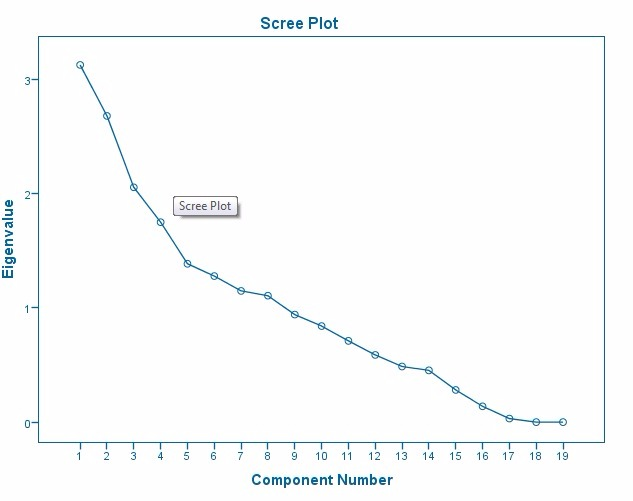 Scree Plot
3
2
1
0
Eigenvalue
Scree Plot
1 2 3 4 5 6 7 8 9 10 11 12 13 14 15 16 17 18 19
Component Number